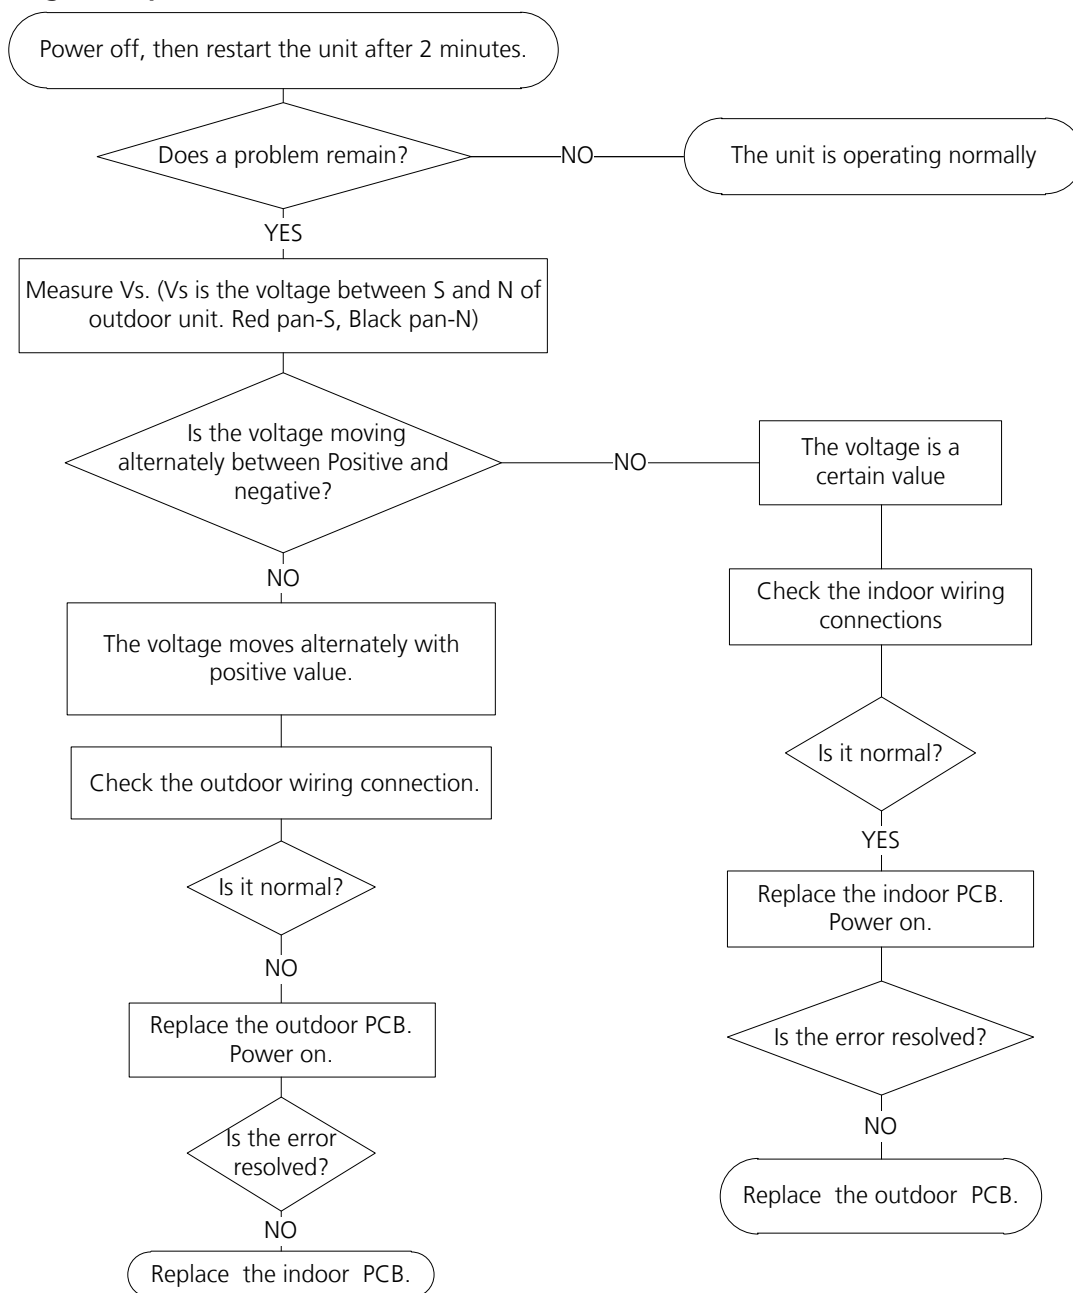 Power off, then restart the unit after 2 minutes.
Does a problem remain?
NO
The unit is operating normally
YES
Measure Vs. (Vs is the voltage between S and N of
outdoor unit. Red pan-S, Black pan-N)
Is the voltage moving
alternately between Positive and
negative?
NO
The voltage is a
certain value
NO
The voltage moves alternately with
positive value.
Check the outdoor wiring connection.
Is it normal?
NO
Replace the outdoor PCB.
Power on.
Is the error
resolved?
NO
Replace the indoor PCB.
Check the indoor wiring
connections
Is it normal?
YES
Replace the indoor PCB.
Power on.
Is the error resolved?
NO
Replace the outdoor PCB.